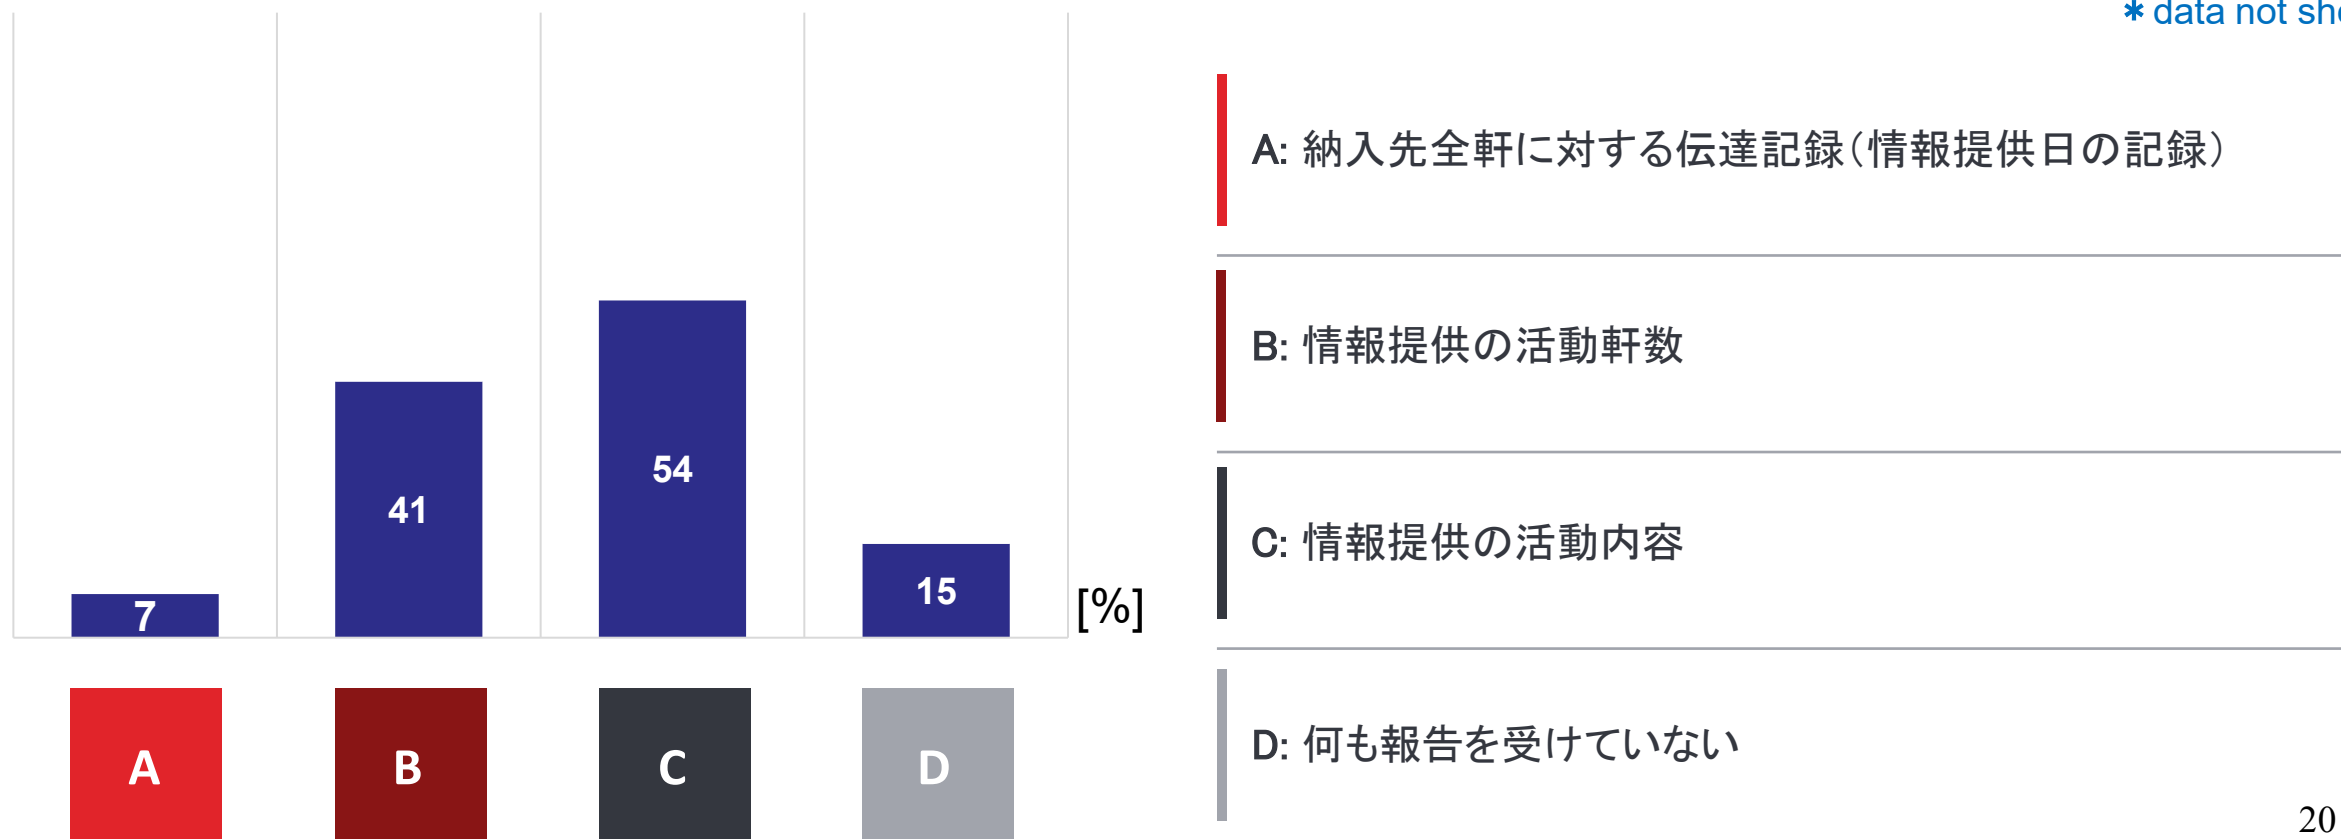 * data not
A: 納入先全軒に対する伝達記録（情報提供日の記録）
B: 情報提供の活動軒数
C: 情報提供の活動内容
D: 何も報告を受けていない
7
41
54
15
[%]
A
B
C
D
20